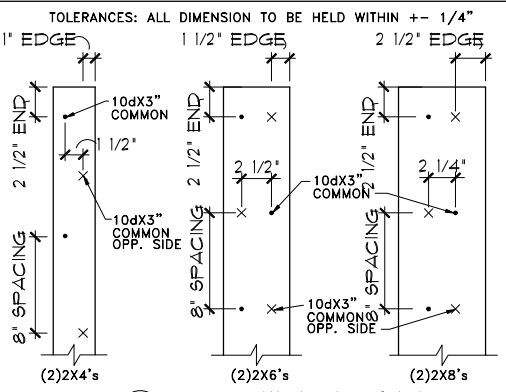 TOLERANCES: ALL DIMENSION TO BE HELD WITHIN +- 1/4"
1" EDGE
1 1/2" EDGE
2 1/2" EDGE
2 1/2" END
10dX3"
COMMON
1 1/2"
10dX3"
COMMON
OPP. SIDE
8" SPACING
(2)2X4's
2 1/2" END
2 1/2"
10dX3"
COMMON
8" SPACING
10dX3"
COMMON
OPP. SIDE
(2)2X6's
2 1/2" END
2 1/4"
8" SPACING
(2)2X8's